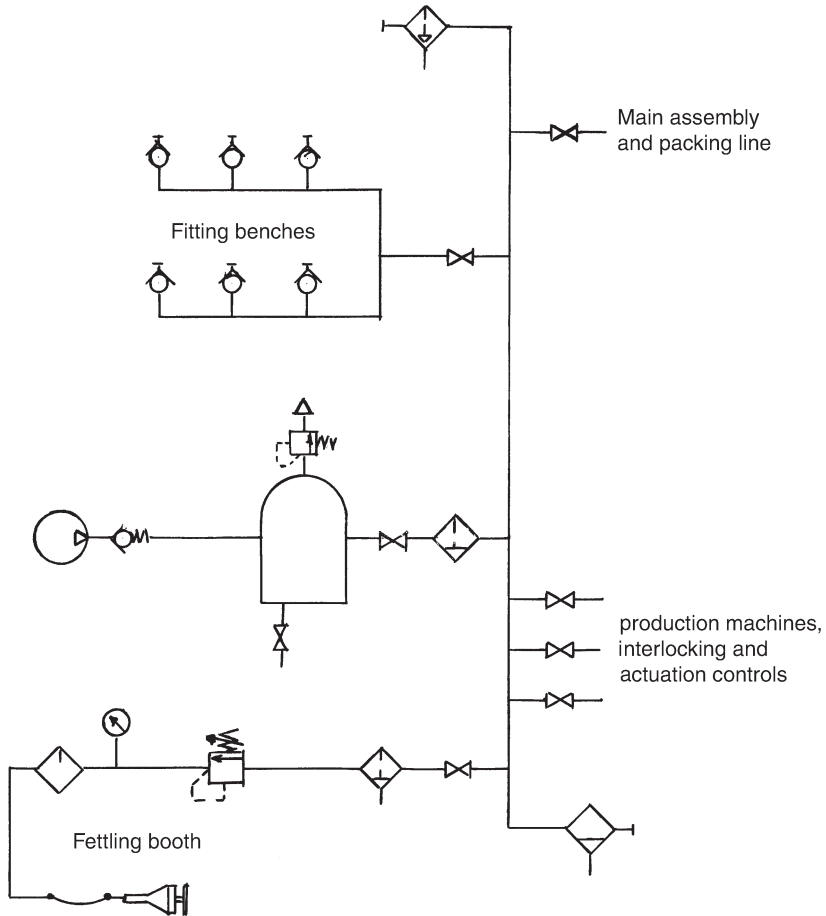 Main assembly
and packing line
Fitting benches
production machines,
interlocking and
actuation controls
Fettling booth